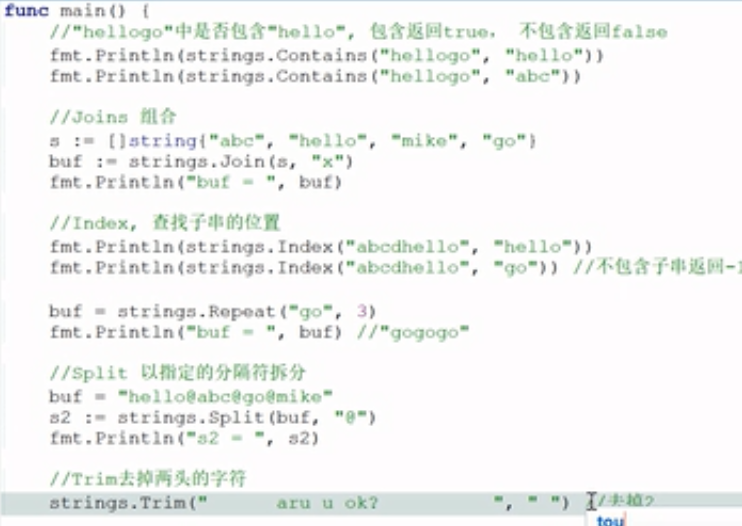 func main() {
//"hellogo"中是否包含"hello", 包含返回true, 不包含返回false
fmt.Println(strings.Contains("hellogo", "hello"))
fmt.Println(strings.Contains("hellogo", "abc"))
//Joins 组合
s := []string{"abc", "hello", "mike", "go"}
buf := strings.Join(s, "x")
fmt.Println("buf = ", buf)
//Index, 查找子串的位置
fmt.Println(strings.Index("abcdhello", "hello"))
fmt.Println(strings.Index("abcdhello", "go")) //不包含子串返回-1
buf = strings.Repeat("go", 3)
fmt.Println("buf = ", buf) //"gogogo"
//Split 以指定的分隔符拆分
buf = "hello@abc@go@mike"
s2 := strings.Split(buf, "@")
fmt.Println("s2 = ", s2)
//Trim去掉两头的字符
strings.Trim("      aru u ok?          ", " ") //去掉?
tou